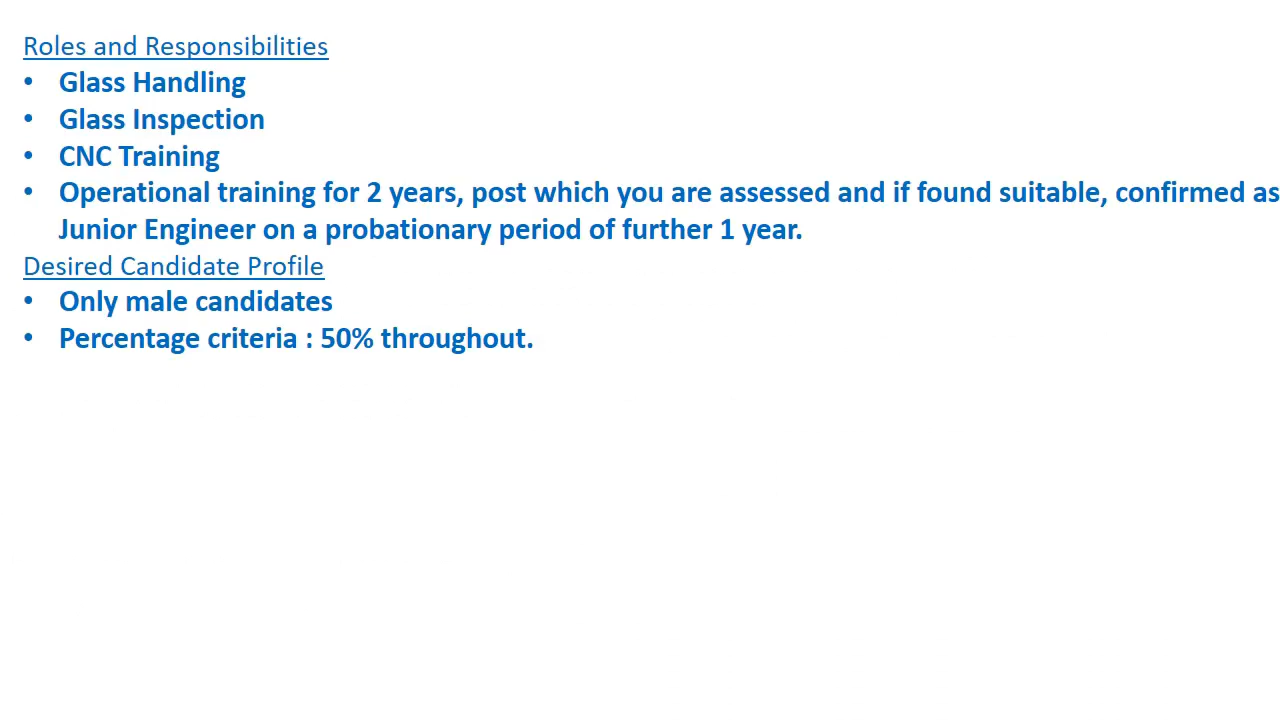 Roles and Responsibilities
• Glass Handling
• Glass Inspection
• CNC Training
• Operational training for 2 years, post which you are assessed and if found suitable, confirmed as
Junior Engineer on a probationary period of further 1 year.
Desired Candidate Profile
• Only male candidates
• Percentage criteria : 50% throughout.